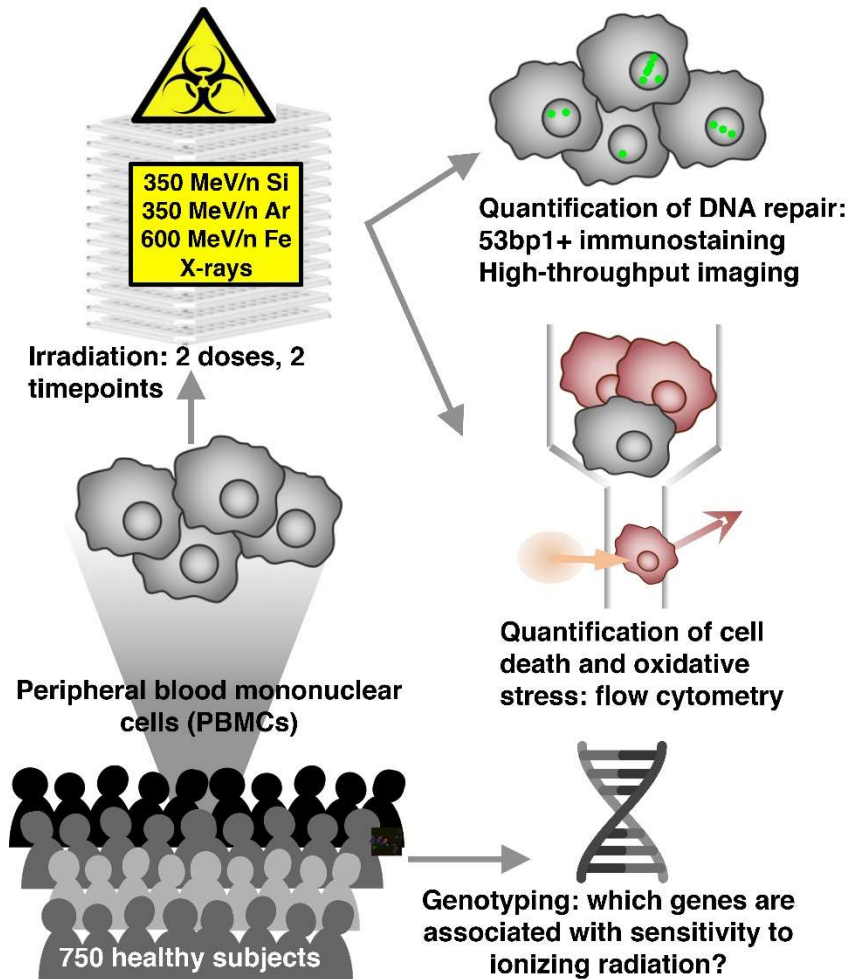 350 MeV/n Si
350 MeV/n Ar
600 MeV/n Fe
X-rays
Irradiation: 2 doses, 2
timepoints
Quantification of DNA repair:
53bp1+ immunostaining
High-throughput imaging
Quantification of cell
death and oxidative
stress: flow cytometry
Peripheral blood mononuclear
cells (PBMCs)
750 healthy subjects
Genotyping: which genes are
associated with sensitivity to
ionizing radiation?